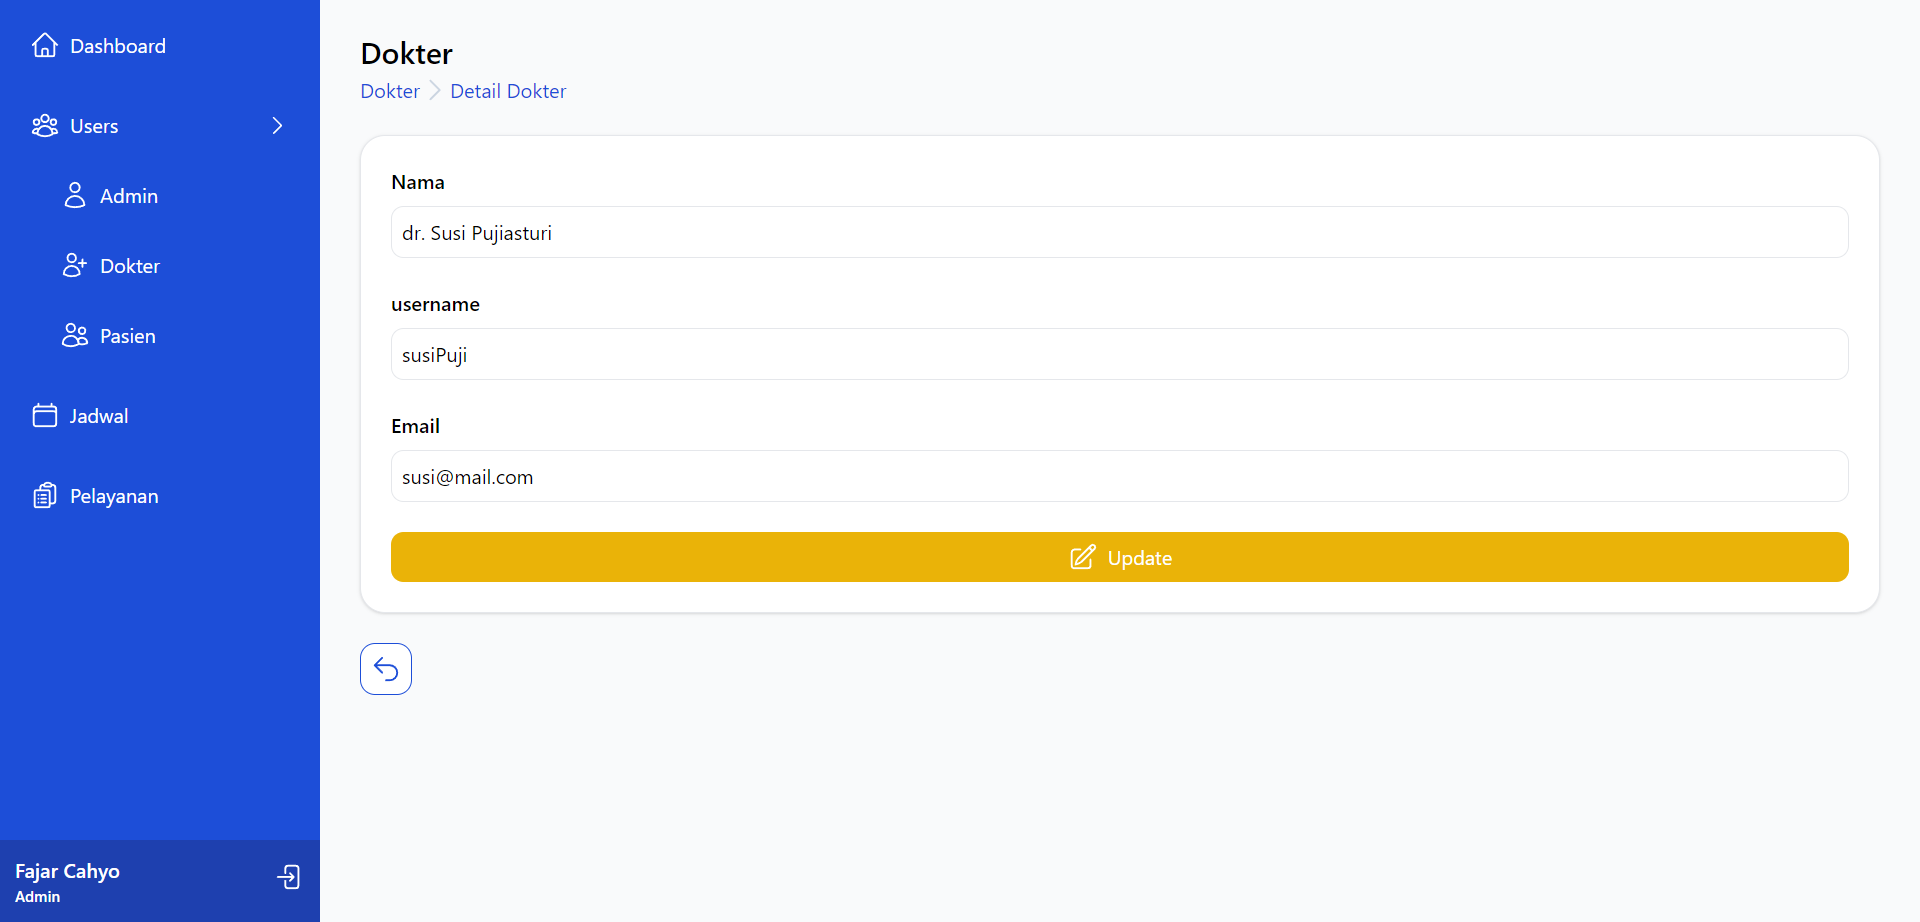 Dashboard
Users
Admin
Dokter
Pasien
Jadwal
Pelayanan
Fajar Cahyo
Admin
Dokter
Dokter Detail Dokter
Nama
dr. Susi Pujiasturi
username
susiPuji
Email
susi@mail.com
Update